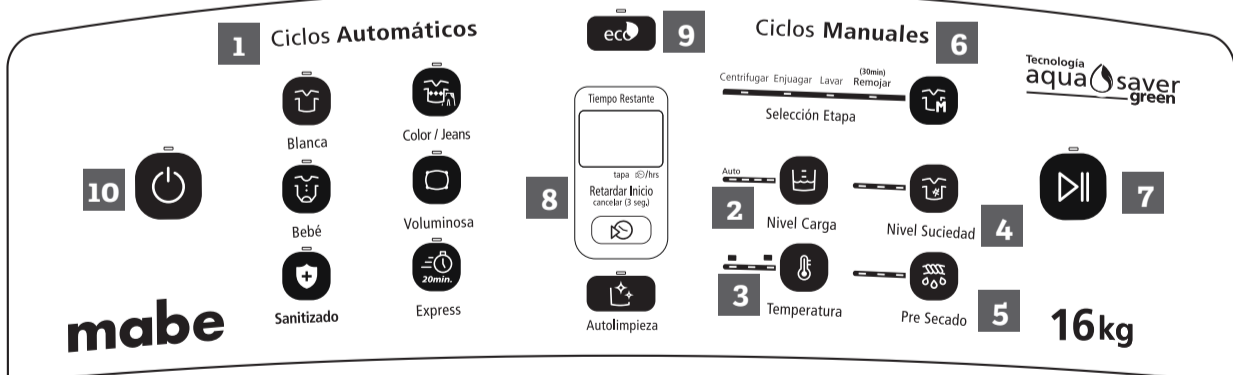 1
Ciclos Automáticos
Blanca
Color / Jeans
Bebé
Voluminosa
Sanitizado
20min.
Express
10
mabe
eco
9
Tiempo Restante
tapa /hrs
Retardar Inicio
cancelar (3 seg.)
8
Autolimpieza
Ciclos Manuales
6
Centrifugar Enjuagar Lavar (30min) Remojar
M
Selección Etapa
Auto
2
Nivel Carga
Nivel Suciedad
4
3
Temperatura
Pre Secado
5
Tecnología
aqua saver
green
7
16kg